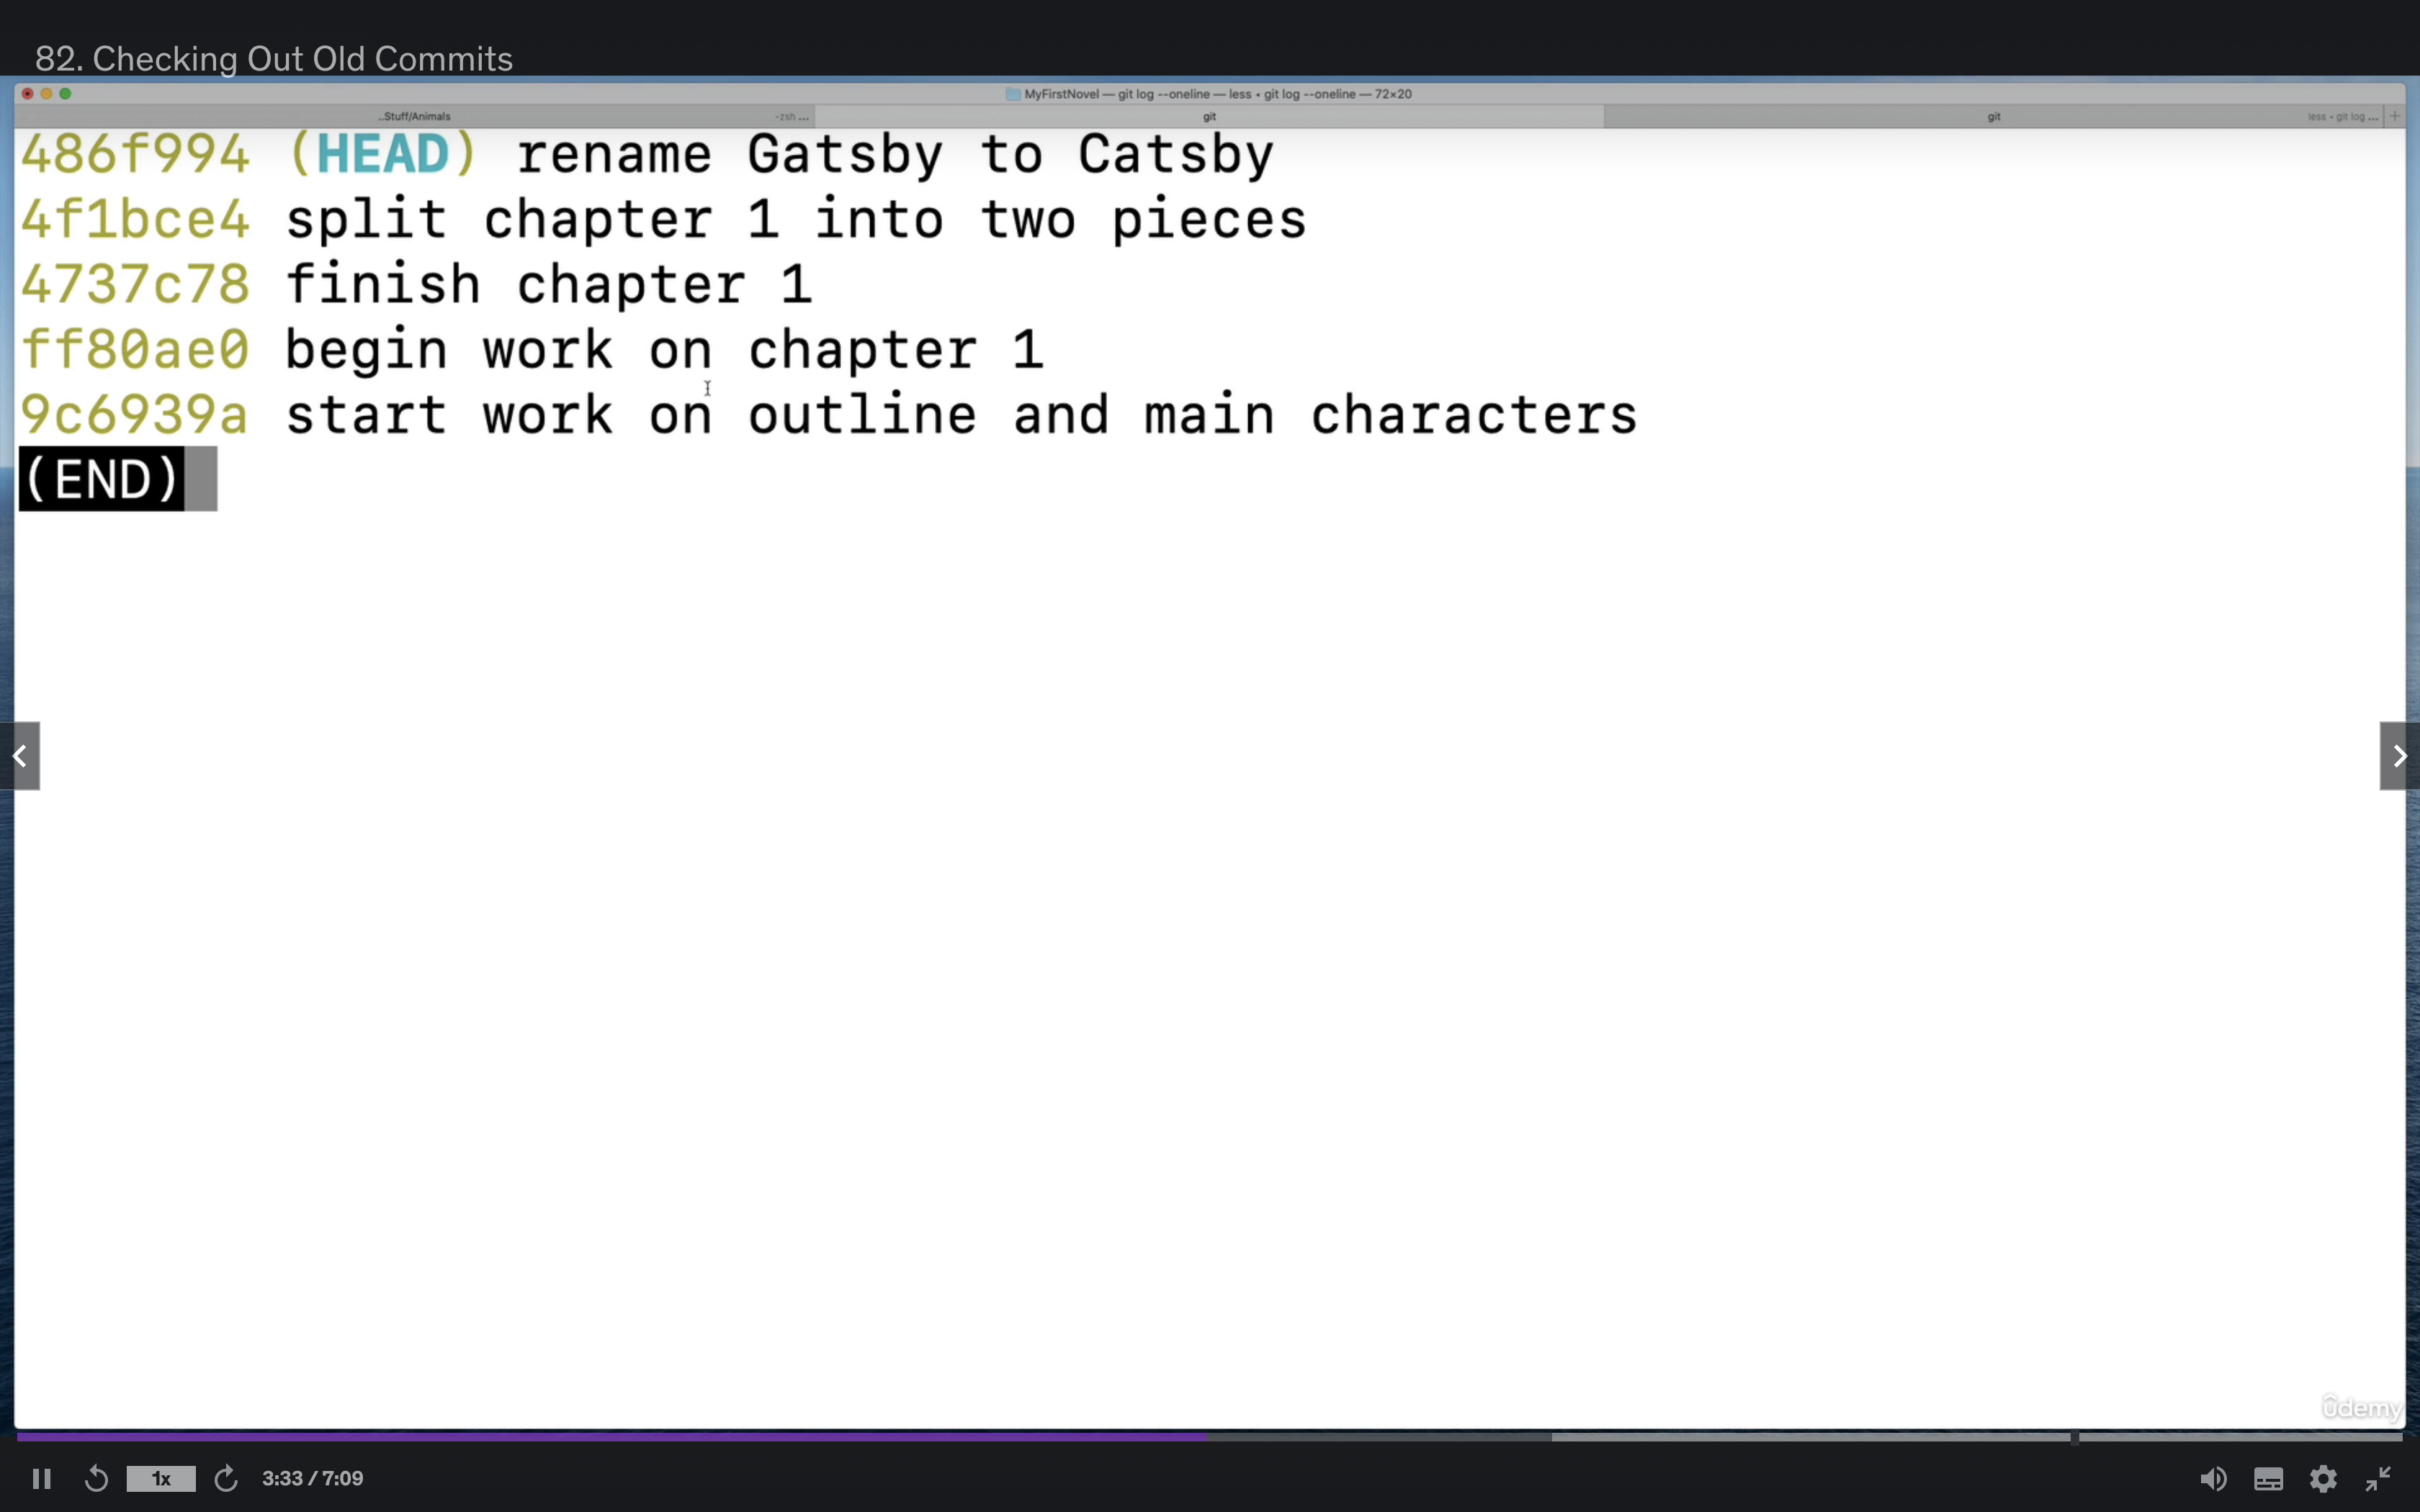 82. Checking Out Old Commits
MyFirstNovel — git log --oneline — less • git log --oneline — 72×20
..Stuff/Animals
-zsh ...
git
git
less • git log ...
486f994 (HEAD) rename Gatsby to Catsby
4f1bce4 split chapter 1 into two pieces
4737c78 finish chapter 1
ff80ae0 begin work on chapter 1
9c6939a start work on outline and main characters
(END)
ûdemy
1x
3:33 / 7:09